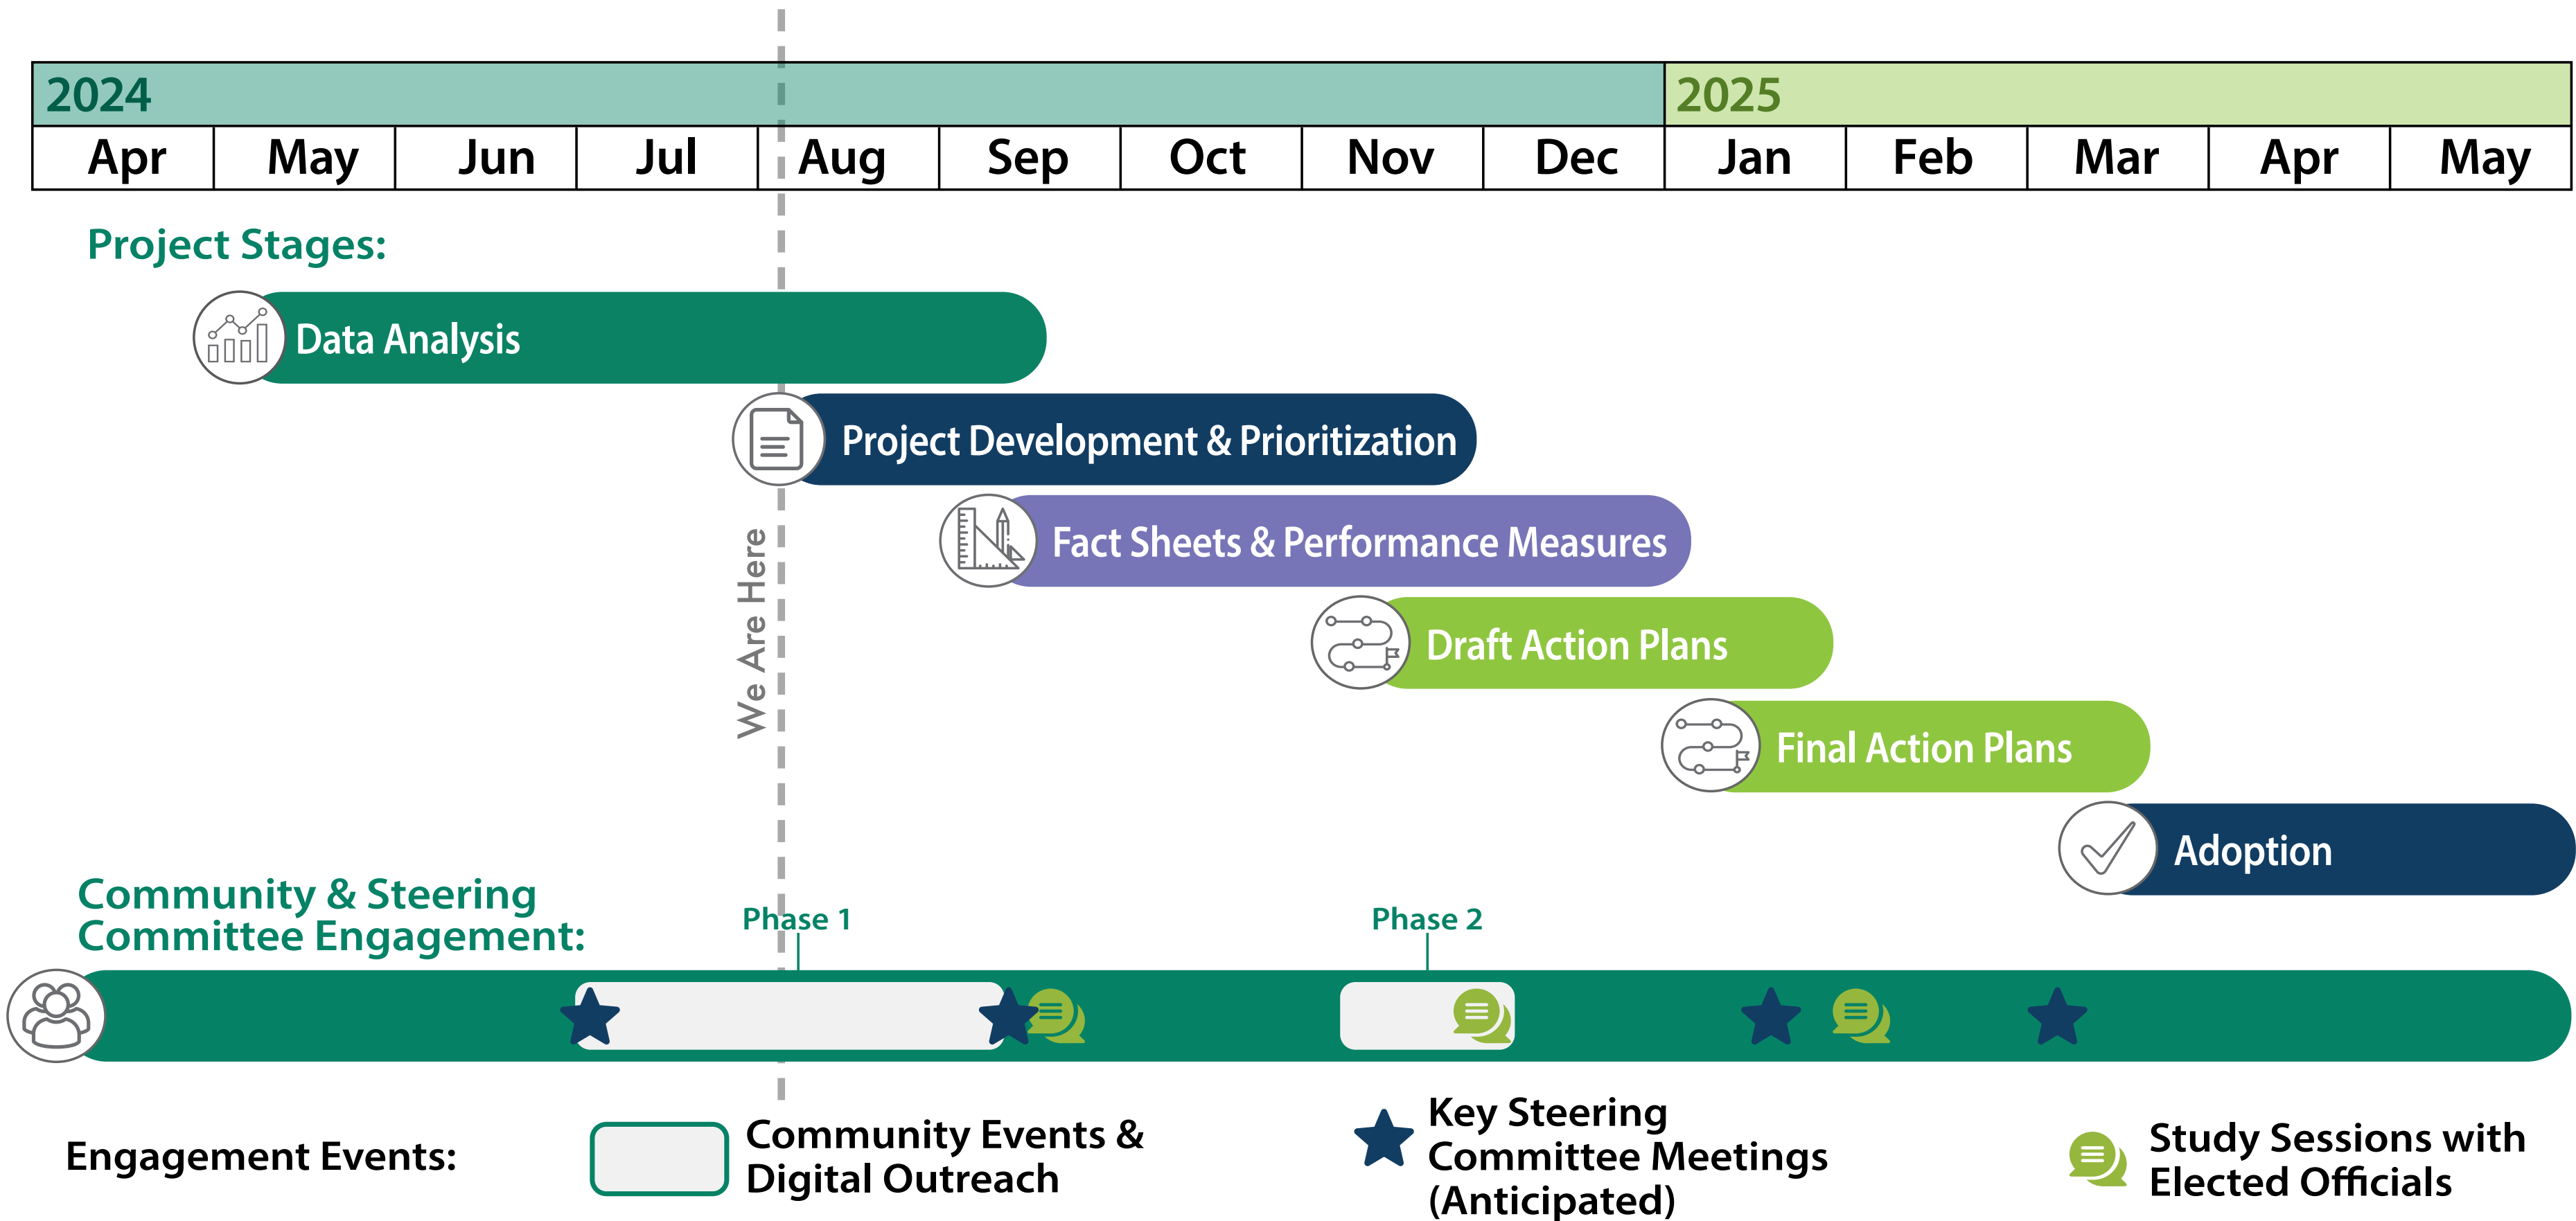 2024
2025
Apr May Jun Jul Aug Sep Oct Nov Dec Jan Feb Mar Apr May
Project Stages:
Data Analysis
Project Development & Prioritization
Fact Sheets & Performance Measures
We Are Here
Draft Action Plans
Final Action Plans
Adoption
Community & Steering
Committee Engagement:
Phase 1
Phase 2
Engagement Events:
Community Events &
Digital Outreach
Key Steering
Committee Meetings
(Anticipated)
Study Sessions with
Elected Officials